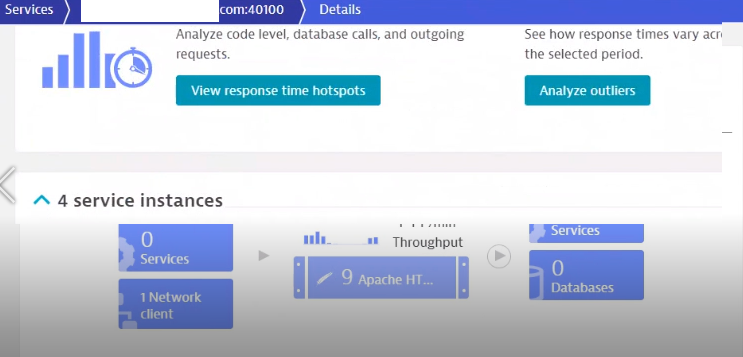 Services
com:40100
Details
Analyze code level, database calls, and outgoing
requests.
View response time hotspots
See how response times vary
the selected period.
Analyze outliers
4 service instances
0
Services
1 Network
client
Throughput
9 Apache HT...
Services
0
Databases